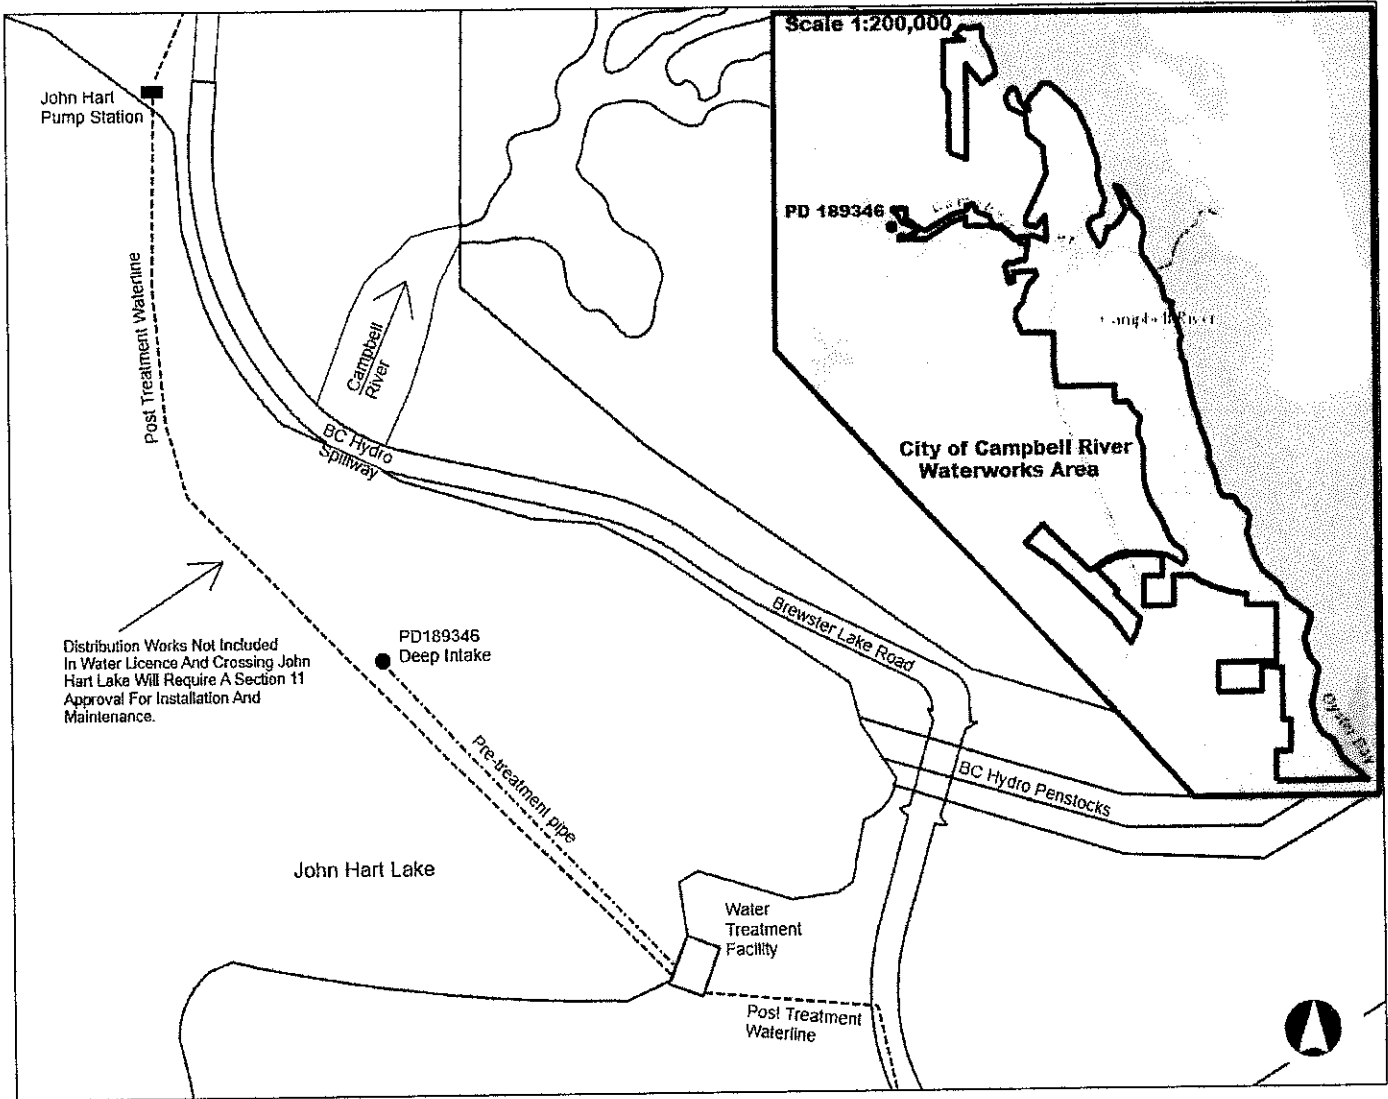 Scale 1:200,000
John Hart
Pump Station
PD 189346
Post Treatment Waterline
Campbell
River
Campbell River
BC Hydro
Spillway
City of Campbell River
Waterworks Area
Brewster Lake Road
Distribution Works Not Included
In Water Licence And Crossing John
Hart Lake Will Require A Section 11
Approval For Installation And
Maintenance.
PD189346
Deep Intake
Pre-treatment pipe
BC Hydro Penstocks
John Hart Lake
Water
Treatment
Facility
Post Treatment
Waterline